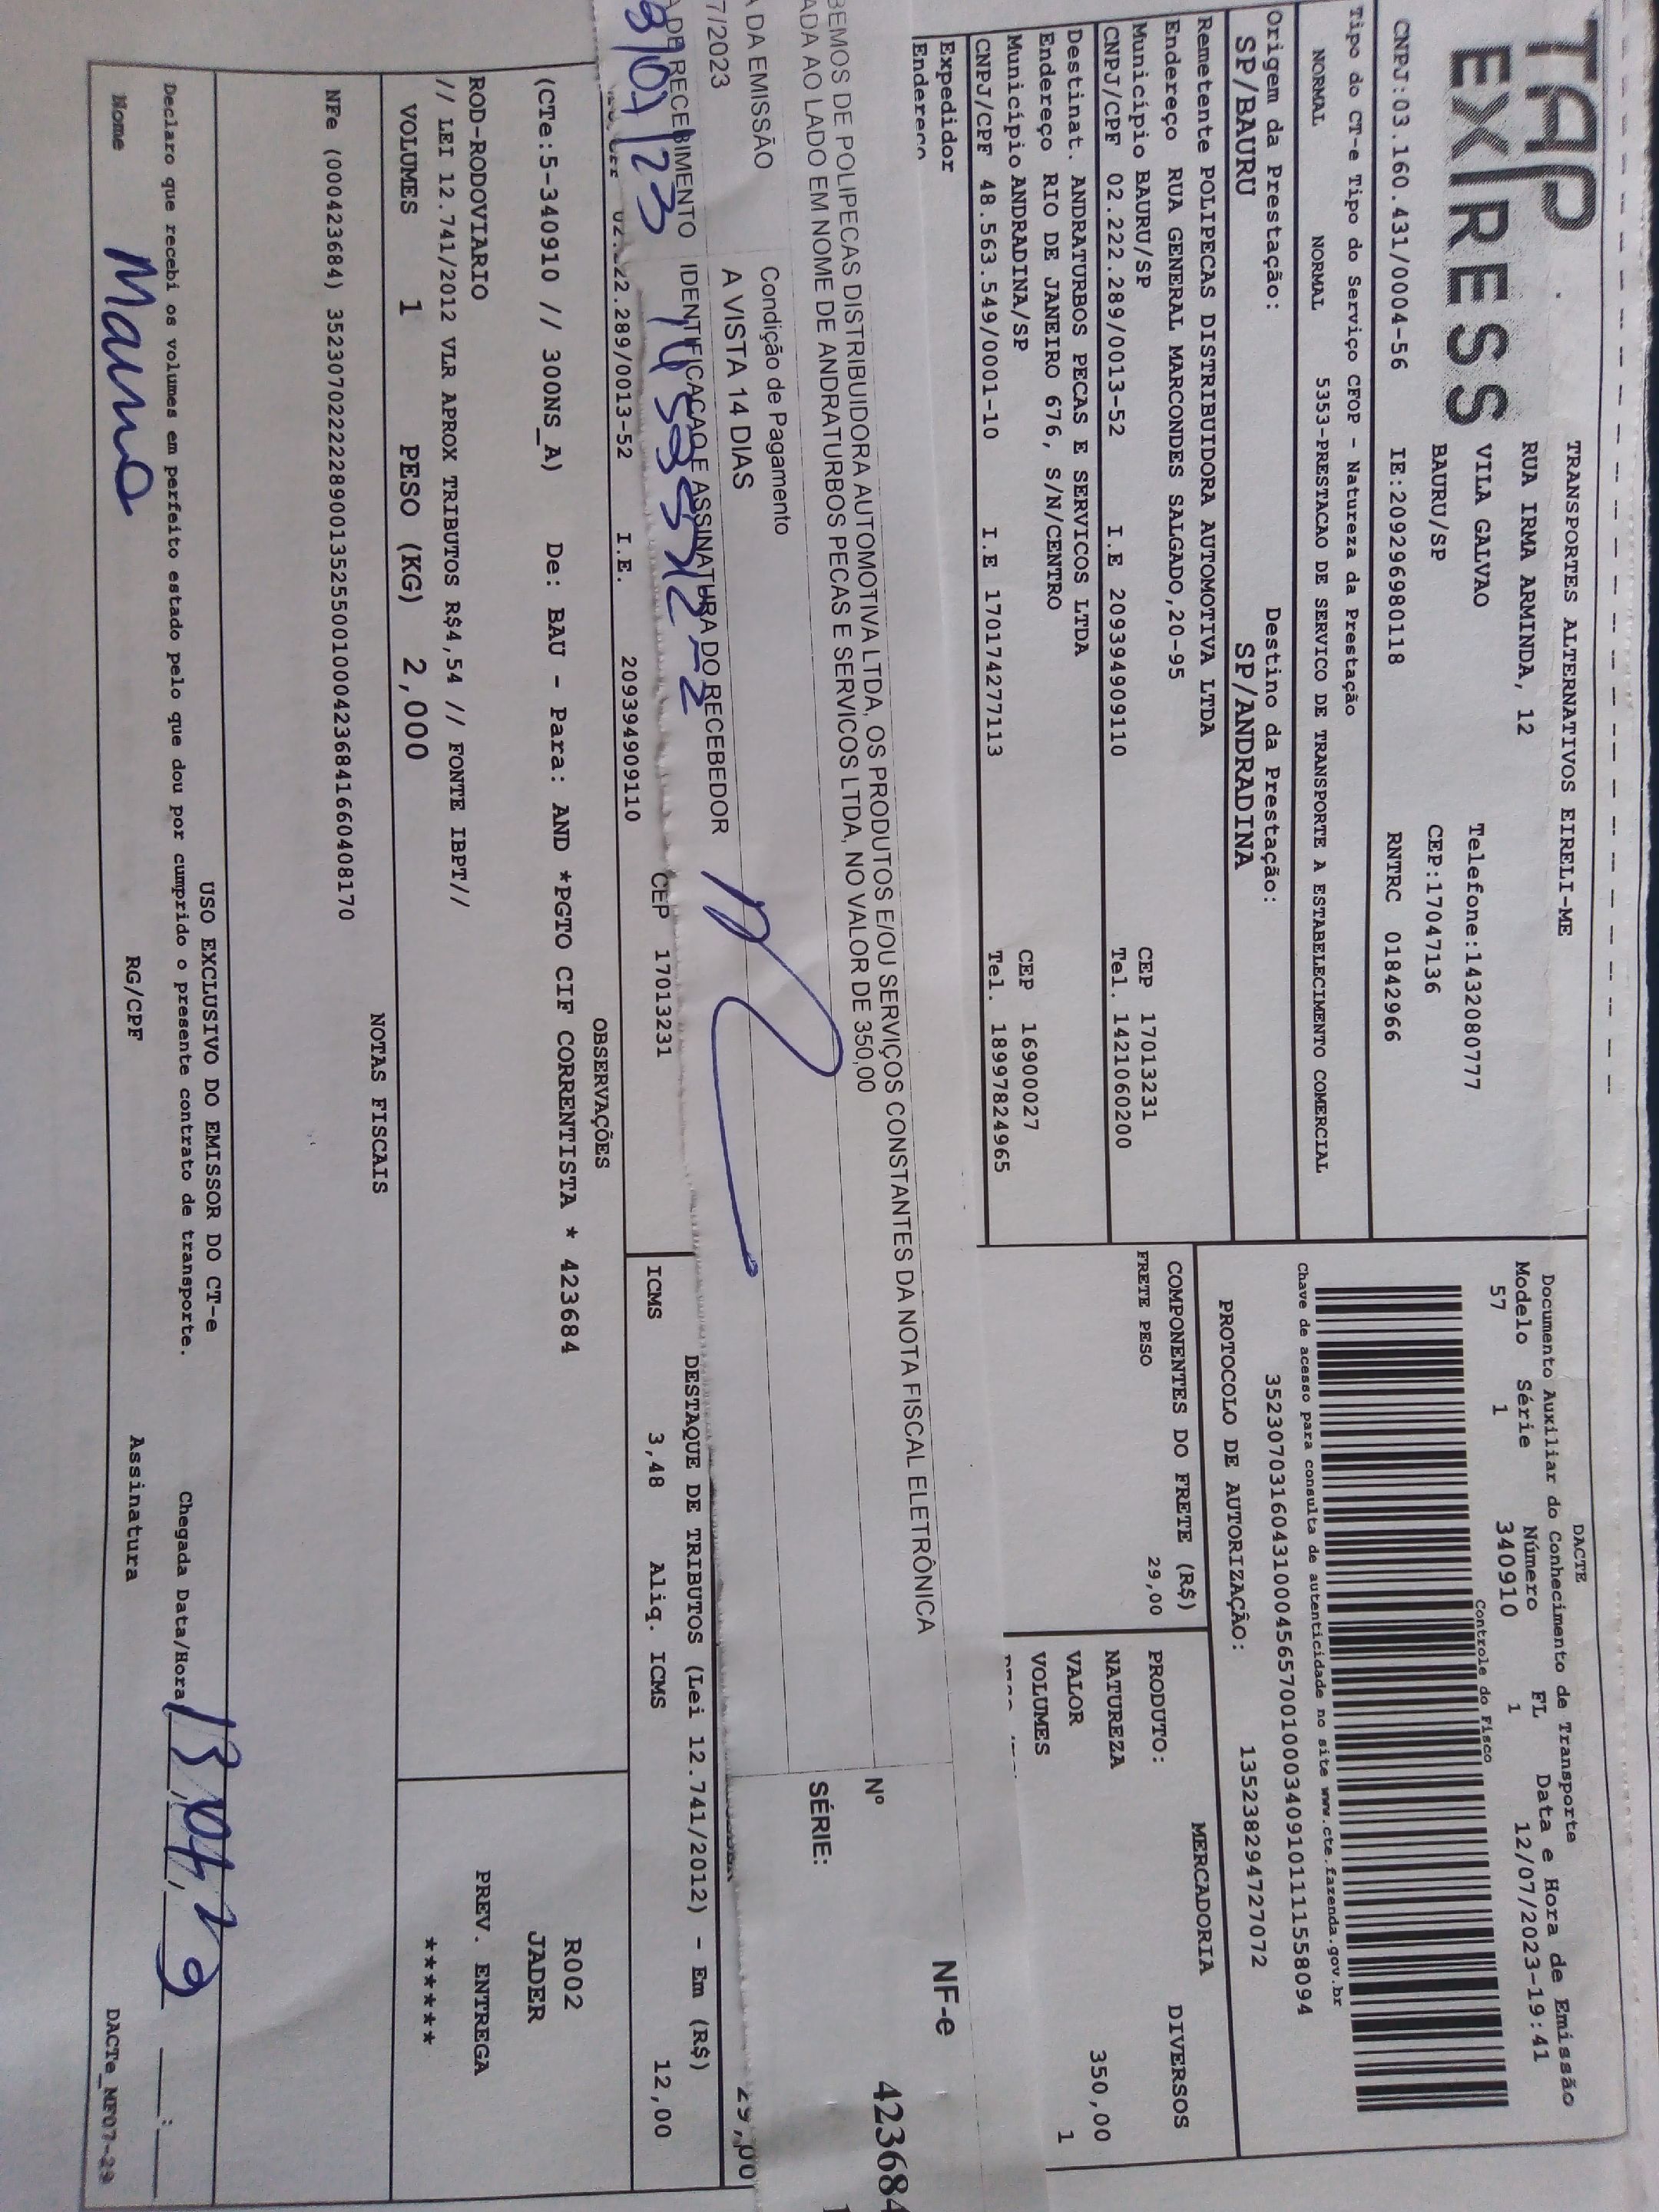 TAP
EXPRESS
TRANSPORTES ALTERNATIVOS EIRELI-ME
RUA IRMA ARMINDA, 12
VILA GALVAO Telefone:1432080777
BAURU/SP CEP:17047136
CNPJ:03.160.431/0004-56 IE:209296980118 RNTRC 01842966
DACTE
Documento Auxiliar do Conhecimento de Transporte
Modelo Série Número FL Data e Hora de Emissão
57 1 340910 1 12/07/2023-19:41
Controle do Fisco
Chave de acesso para consulta de autenticidade no site www.cte.fazenda.gov.br
35230703160431000456570010003409101111558094
PROTOCOLO DE AUTORIZAÇÃO: 135238294727072
Tipo do CT-e Tipo do Serviço CFOP - Natureza da Prestação
NORMAL NORMAL 5353-PRESTACAO DE SERVICO DE TRANSPORTE A ESTABELECIMENTO COMERCIAL
Origem da Prestação: Destino da Prestação:
SP/BAURU SP/ANDRADINA
Remetente POLIPECAS DISTRIBUIDORA AUTOMOTIVA LTDA
Endereço RUA GENERAL MARCONDES SALGADO,20-95
Município BAURU/SP CEP 17013231
CNPJ/CPF 02.222.289/0013-52 I.E 209394909110 Tel. 1421060200
Destinat. ANDRATURBOS PECAS E SERVICOS LTDA
Endereço RIO DE JANEIRO 676, S/N/CENTRO
Município ANDRADINA/SP CEP 16900027
CNPJ/CPF 48.563.549/0001-10 I.E 170174277113 Tel. 18997824965
Expedidor
Endereço
COMPONENTES DO FRETE (R$)
FRETE PESO 29,00
MERCADORIA
PRODUTO: DIVERSOS
NATUREZA
VALOR 350,00
VOLUMES 1
BEMOS DE POLIPECAS DISTRIBUIDORA AUTOMOTIVA LTDA, OS PRODUTOS E/OU SERVIÇOS CONSTANTES DA NOTA FISCAL ELETRÔNICA
ADA AO LADO EM NOME DE ANDRATURBOS PECAS E SERVICOS LTDA, NO VALOR DE 350,00
NF-e
Nº 423684
SÉRIE:
A DA EMISSÃO Condição de Pagamento
7/2023 A VISTA 14 DIAS
A DE RECEBIMENTO IDENTIFICAÇÃO E ASSINATURA DO RECEBEDOR
29,00
22.289/0013-52 I.E. 209394909110 CEP 17013231
DESTAQUE DE TRIBUTOS (Lei 12.741/2012) - Em (R$)
ICMS 3,48 Aliq. ICMS 12,00
OBSERVAÇÕES
(CTe:5-340910 // 300NS_A) De: BAU - Para: AND *PGTO CIF CORRENTISTA * 423684
R002
JADER
ROD-RODOVIARIO
// LEI 12.741/2012 VLR APROX TRIBUTOS R$4,54 // FONTE IBPT//
PREV. ENTREGA
******
VOLUMES 1 PESO (KG) 2,000
NOTAS FISCAIS
NFe (000423684) 35230702222289001352550010004236841660408170
USO EXCLUSIVO DO EMISSOR DO CT-e
Declaro que recebi os volumes em perfeito estado pelo que dou por cumprido o presente contrato de transporte. Chegada Data/Hora
Nome RG/CPF Assinatura
DACTe_MF07-29